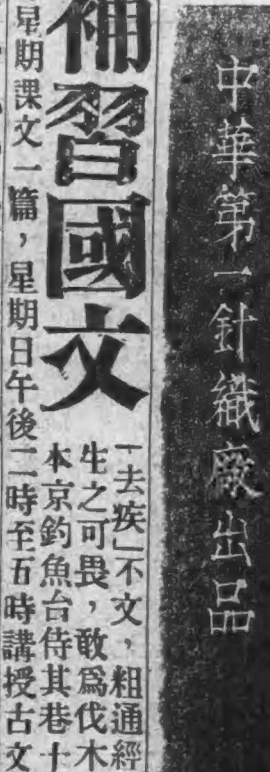 中華第一針織廠出品
補習國文
「去疾」不文，粗通經
生之可畏，敢爲伐木
本京釣魚台侍其巷十
星期課文一篇，星期日午後二時至五時講授古文